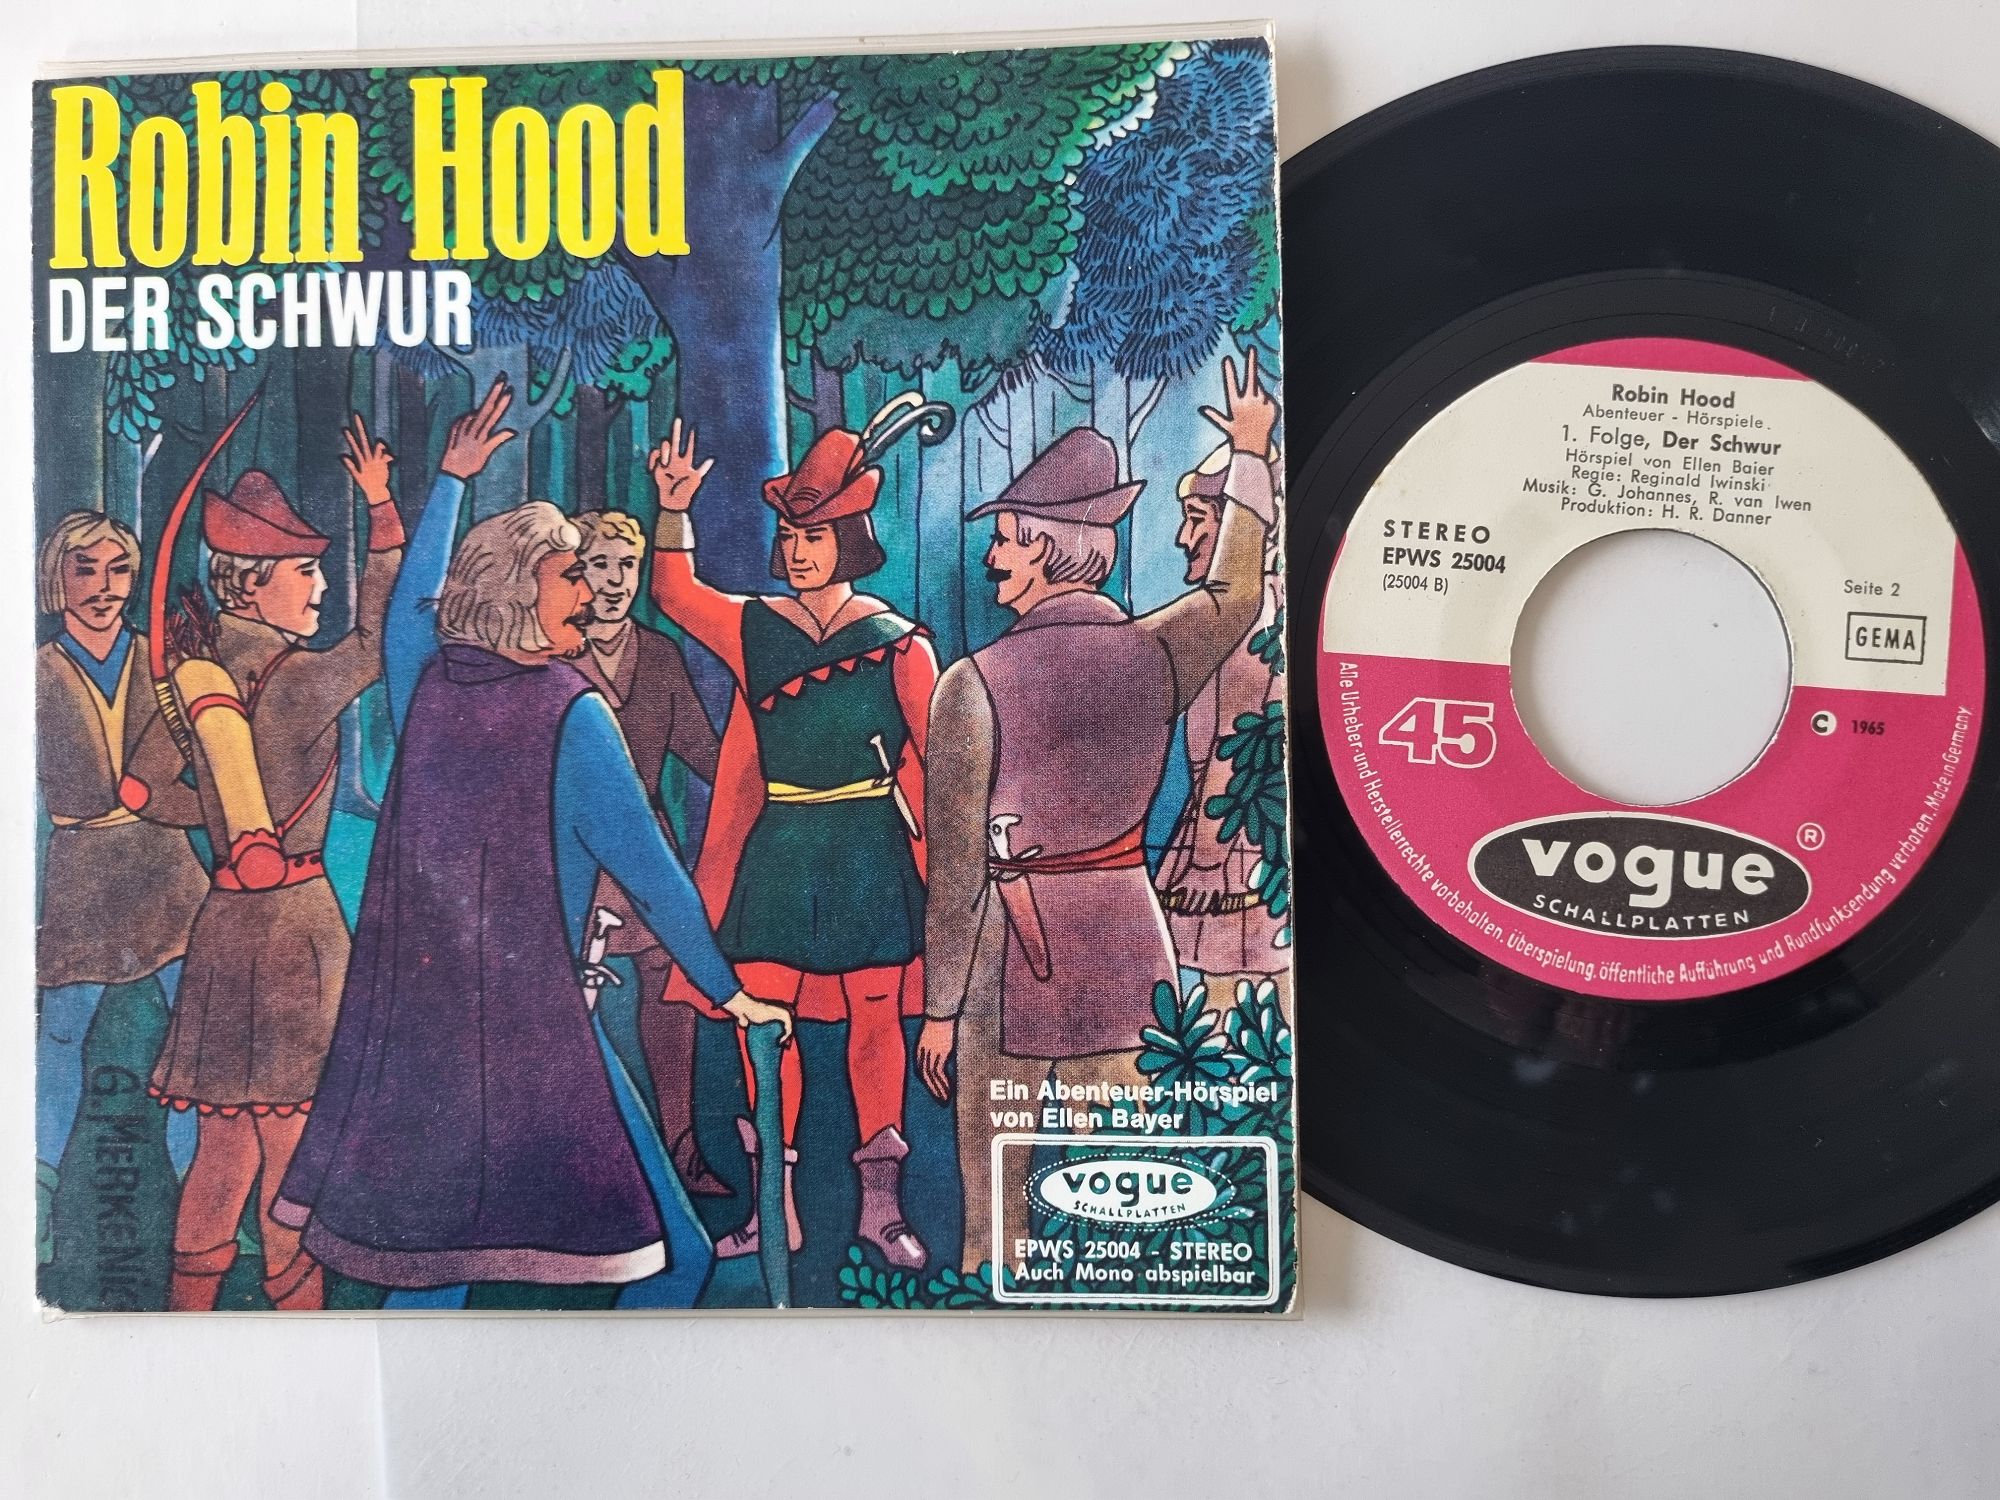 Robin Hood
DER SCHWUR
G. MERKENIC
Ein Abenteuer-Hörspiel
von Ellen Bayer
vogue
SCHALLPLATTEN
EPWS 25004 - STEREO
Auch Mono abspielbar
Robin Hood
Abenteuer - Hörspiele.
1. Folge, Der Schwur
Hörspiel von Ellen Baier
Regie: Reginald Iwinski
Musik: G. Johannes, R. van Iwen
Produktion: H. R. Danner
STEREO
EPWS 25004
(25004 B)
Seite 2
GEMA
45
C 1965
vogue ®
SCHALLPLATTEN
Alle Urheber-und Herstellerrechte vorbehalten. Überspielung. öffentliche Aufführung und Rundfunksendung verboten. Made in Germany